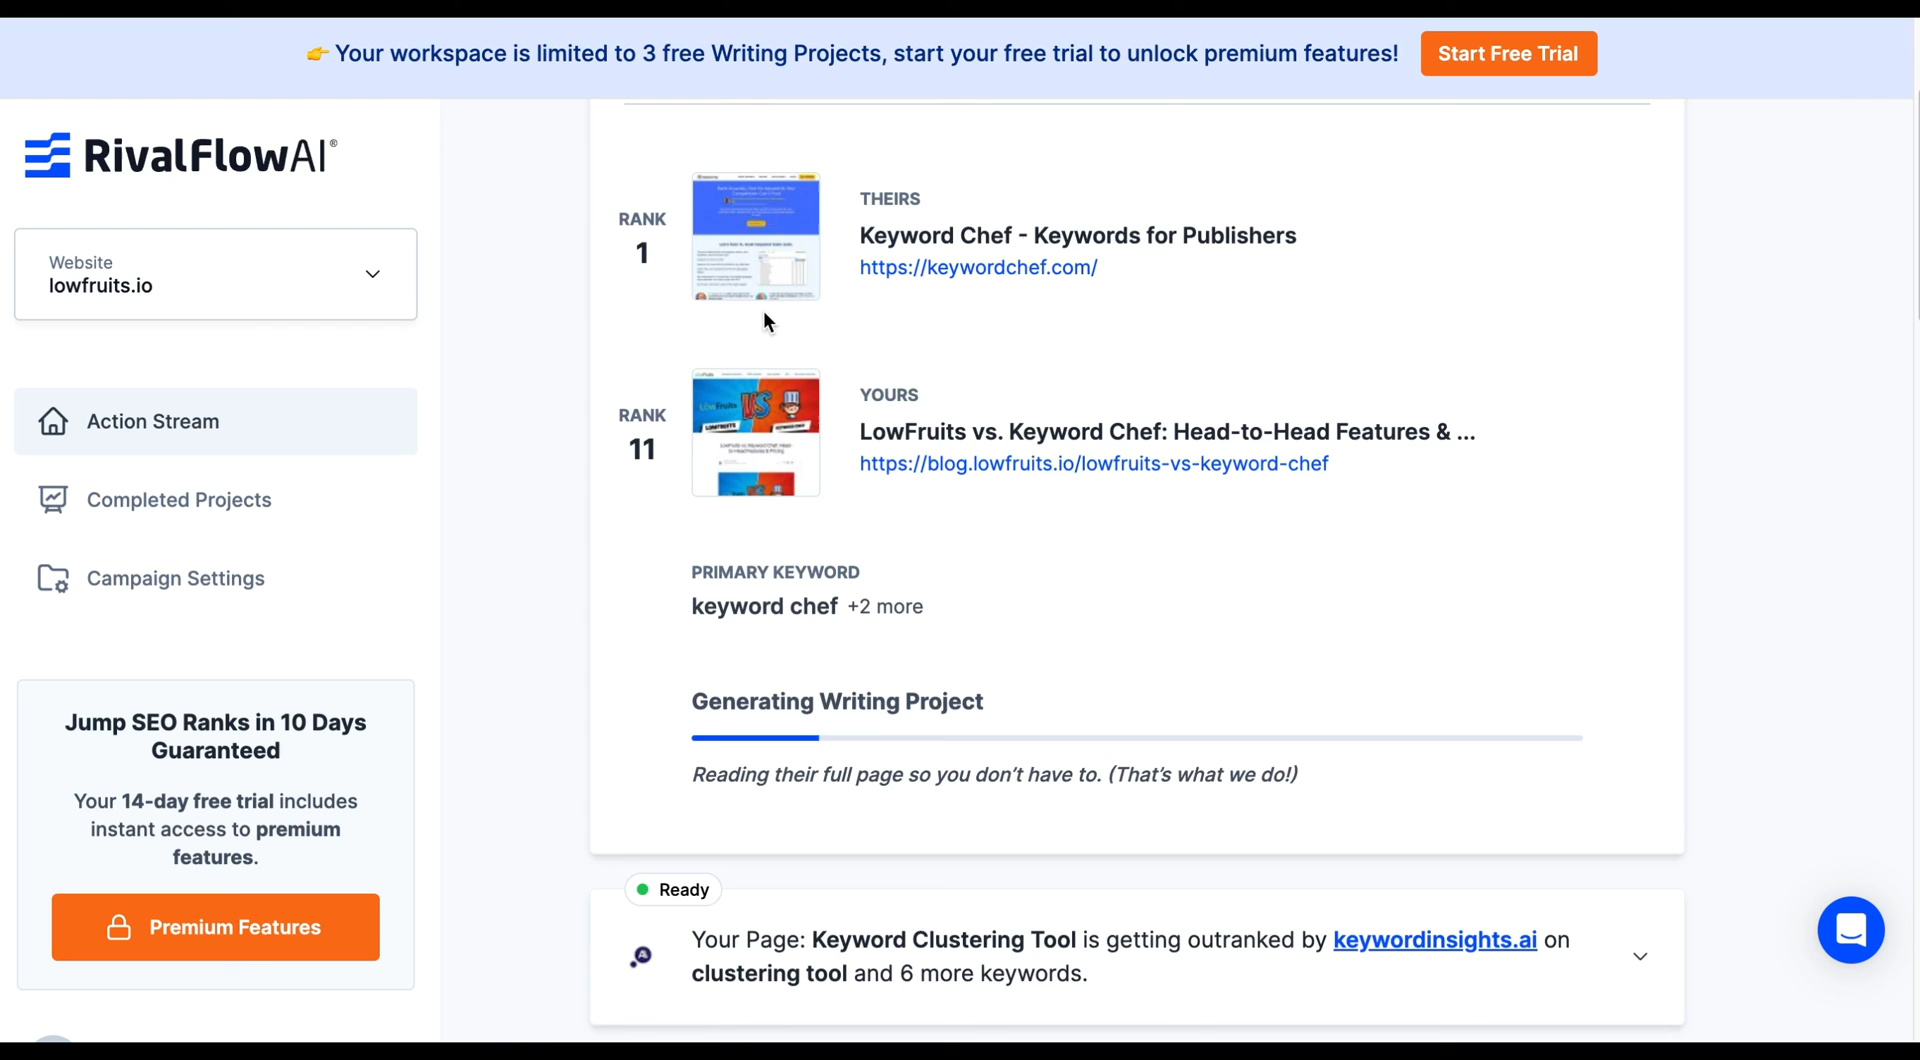 👉 Your workspace is limited to 3 free Writing Projects, start your free trial to unlock premium features!
Start Free Trial
RivalFlowAI®
Website
lowfruits.io
Action Stream
Completed Projects
Campaign Settings
Jump SEO Ranks in 10 Days
Guaranteed
Your 14-day free trial includes
instant access to premium
features.
Premium Features
RANK
1
THEIRS
Keyword Chef - Keywords for Publishers
https://keywordchef.com/
RANK
11
YOURS
LowFruits vs. Keyword Chef: Head-to-Head Features & ...
https://blog.lowfruits.io/lowfruits-vs-keyword-chef
PRIMARY KEYWORD
keyword chef +2 more
Generating Writing Project
Reading their full page so you don't have to. (That's what we do!)
Ready
Your Page: Keyword Clustering Tool is getting outranked by keywordinsights.ai on
clustering tool and 6 more keywords.